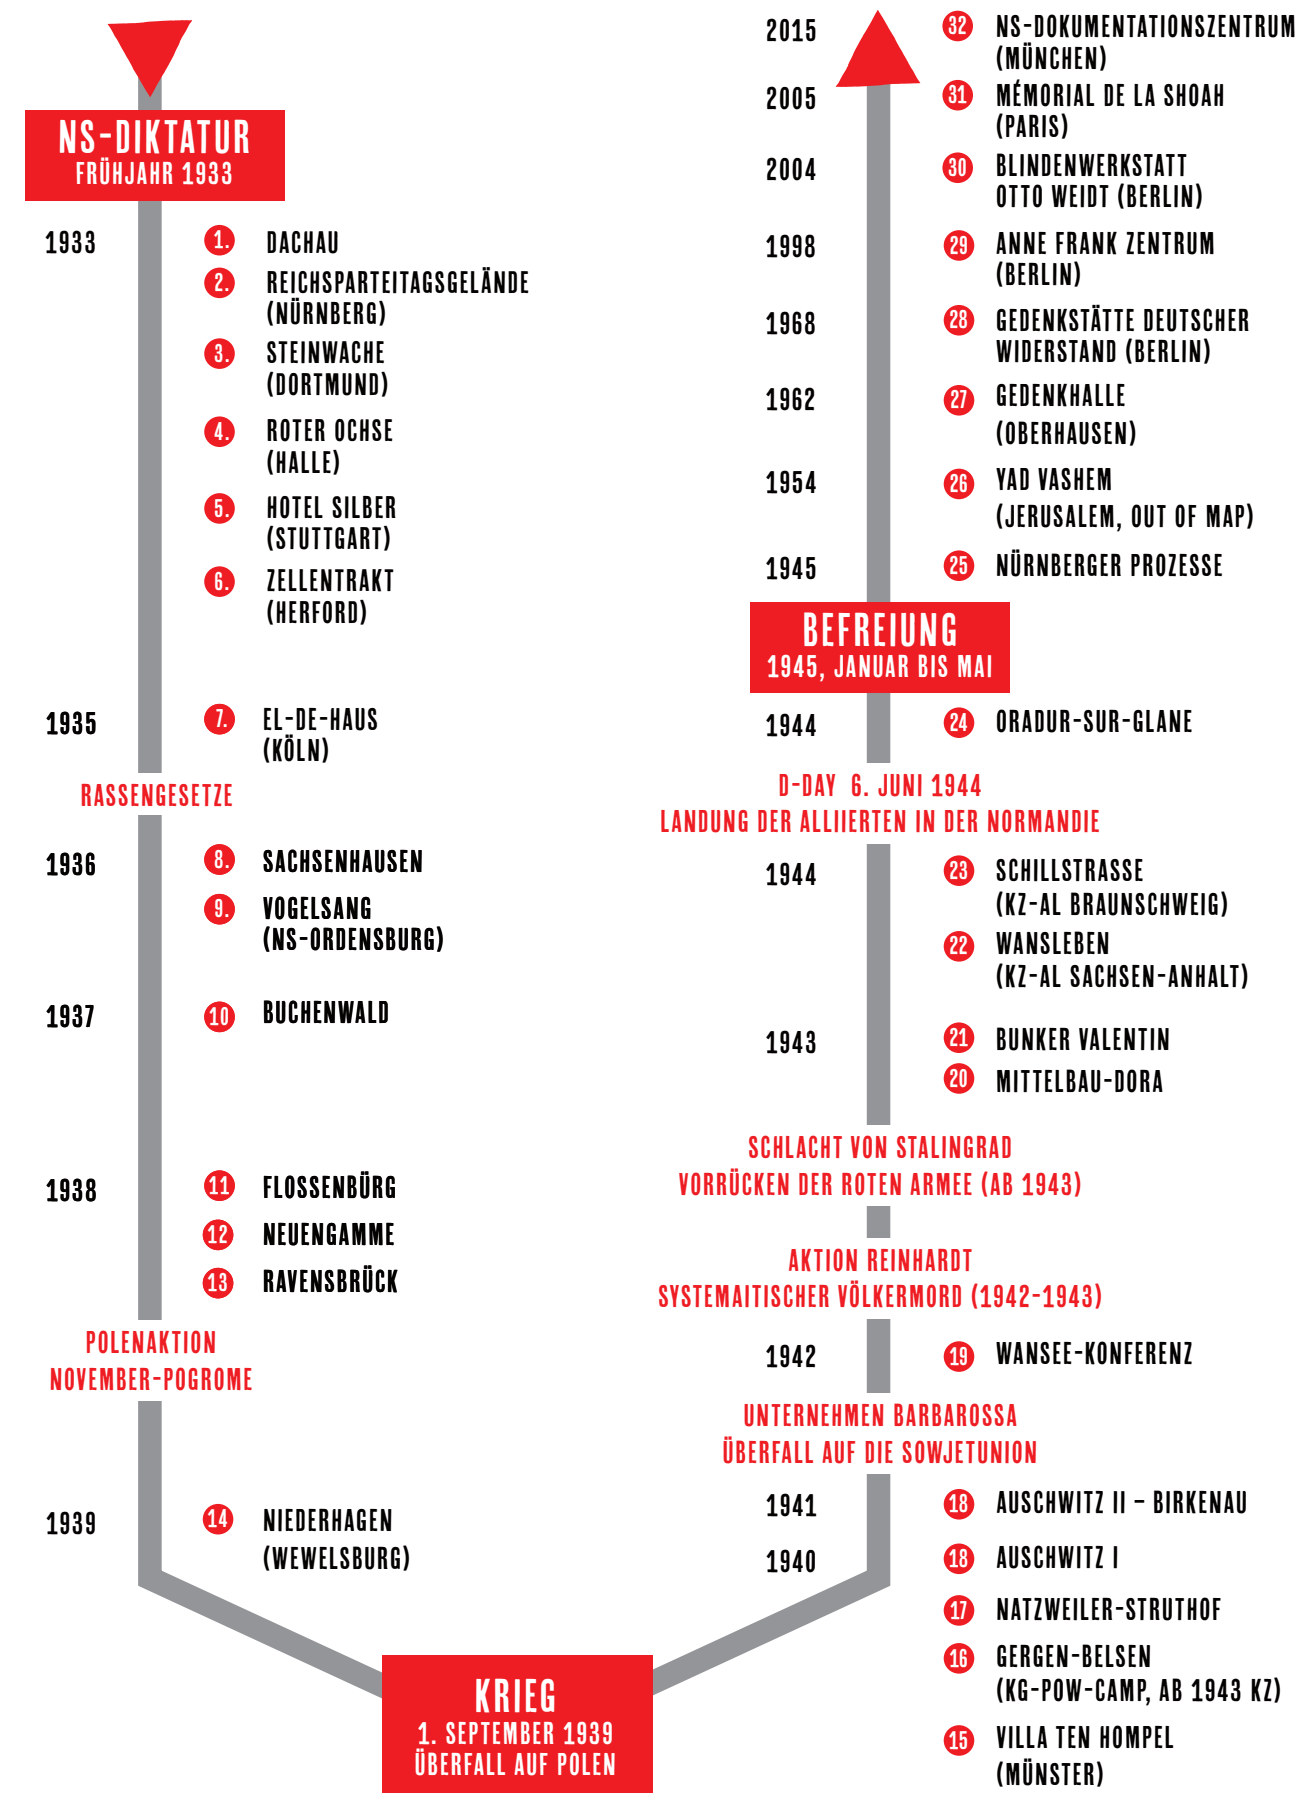 NS-DIKTATUR
FRÜHJAHR 1933
1933
1. DACHAU
2. REICHSPARTEITAGSGELÄNDE
(NÜRNBERG)
3. STEINWACHE
(DORTMUND)
4. ROTER OCHSE
(HALLE)
5. HOTEL SILBER
(STUTTGART)
6. ZELLENTRAKT
(HERFORD)
1935
7. EL-DE-HAUS
(KÖLN)
RASSENGESETZE
1936
8. SACHSENHAUSEN
9. VOGELSANG
(NS-ORDENSBURG)
1937
10 BUCHENWALD
1938
11 FLOSSENBÜRG
12 NEUENGAMME
13 RAVENSBRÜCK
POLENAKTION
NOVEMBER-POGROME
1939
14 NIEDERHAGEN
(WEWELSBURG)
KRIEG
1. SEPTEMBER 1939
ÜBERFALL AUF POLEN
2015
32 NS-DOKUMENTATIONSZENTRUM
(MÜNCHEN)
2005
31 MÉMORIAL DE LA SHOAH
(PARIS)
2004
30 BLINDENWERKSTATT
OTTO WEIDT (BERLIN)
1998
29 ANNE FRANK ZENTRUM
(BERLIN)
1968
28 GEDENKSTÄTTE DEUTSCHER
WIDERSTAND (BERLIN)
1962
27 GEDENKHALLE
(OBERHAUSEN)
1954
26 YAD VASHEM
(JERUSALEM, OUT OF MAP)
1945
25 NÜRNBERGER PROZESSE
BEFREIUNG
1945, JANUAR BIS MAI
1944
24 ORADUR-SUR-GLANE
D-DAY 6. JUNI 1944
LANDUNG DER ALLIIERTEN IN DER NORMANDIE
1944
23 SCHILLSTRASSE
(KZ-AL BRAUNSCHWEIG)
22 WANSLEBEN
(KZ-AL SACHSEN-ANHALT)
1943
21 BUNKER VALENTIN
20 MITTELBAU-DORA
SCHLACHT VON STALINGRAD
VORRÜCKEN DER ROTEN ARMEE (AB 1943)
AKTION REINHARDT
SYSTEMAITISCHER VÖLKERMORD (1942-1943)
1942
19 WANSEE-KONFERENZ
UNTERNEHMEN BARBAROSSA
ÜBERFALL AUF DIE SOWJETUNION
1941
18 AUSCHWITZ II – BIRKENAU
1940
18 AUSCHWITZ I
17 NATZWEILER-STRUTHOF
16 GERGEN-BELSEN
(KG-POW-CAMP, AB 1943 KZ)
15 VILLA TEN HOMPEL
(MÜNSTER)